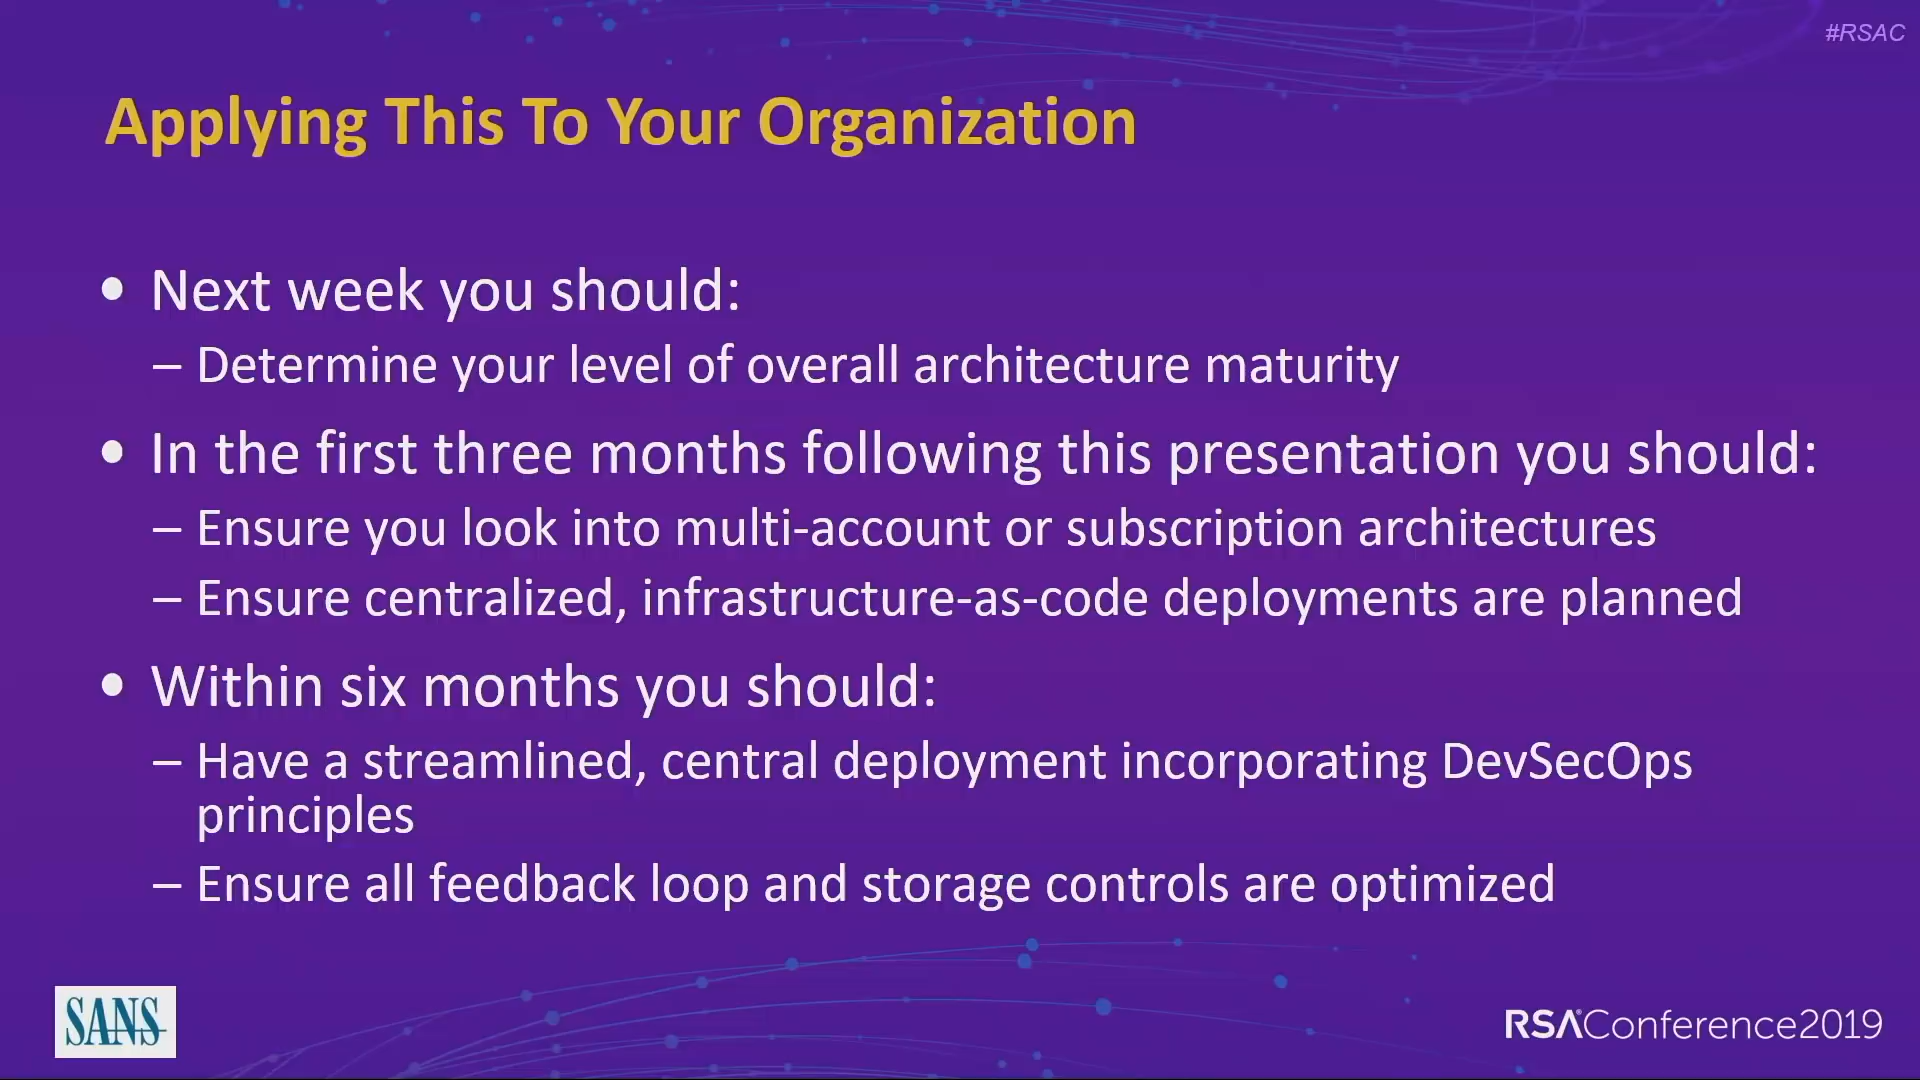 #RSAC
Applying This To Your Organization
• Next week you should:
– Determine your level of overall architecture maturity
• In the first three months following this presentation you should:
– Ensure you look into multi-account or subscription architectures
– Ensure centralized, infrastructure-as-code deployments are planned
• Within six months you should:
– Have a streamlined, central deployment incorporating DevSecOps
principles
– Ensure all feedback loop and storage controls are optimized
SANS
RSAConference2019